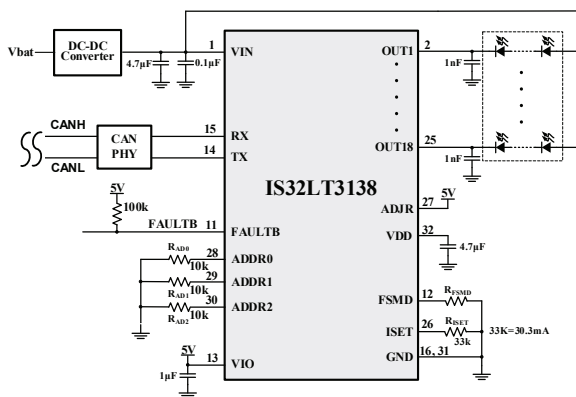 Vbat
DC-DC
Converter
4.7µF
0.1µF
1
VIN
OUT1
2
1nF
CANH
CANL
CAN
PHY
15
RX
14
TX
OUT18
25
1nF
IS32LT3138
5V
100k
FAULTB
11
FAULTB
ADJR
27
5V
VDD
32
4.7µF
RAD0
10k
28
ADDR0
RAD1
10k
29
ADDR1
RAD2
10k
30
ADDR2
FSMD
12
RFSMD
ISET
26
RISET
33k
33K=30.3mA
GND
16, 31
5V
1µF
13
VIO